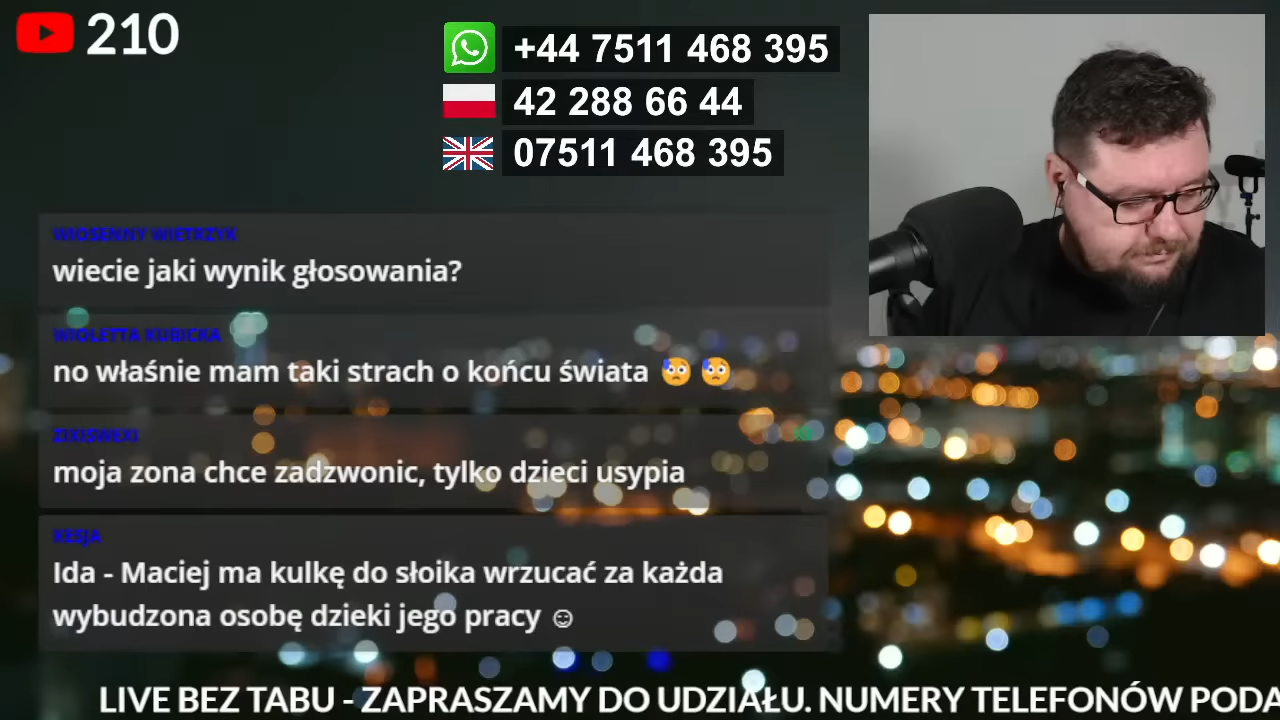 210
+44 7511 468 395
42 288 66 44
07511 468 395
WIOSENNY WIETRZYK
wiecie jaki wynik głosowania?
WIOLETTA KUBICKA
no właśnie mam taki strach o końcu świata 😓 😓
ZIKISWEKI
moja zona chce zadzwonic, tylko dzieci usypia
KESJA
Ida - Maciej ma kulkę do słoika wrzucać za każda
wybudzona osobę dzieki jego pracy ☺
LIVE BEZ TABU - ZAPRASZAMY DO UDZIAŁU. NUMERY TELEFONÓW PODA